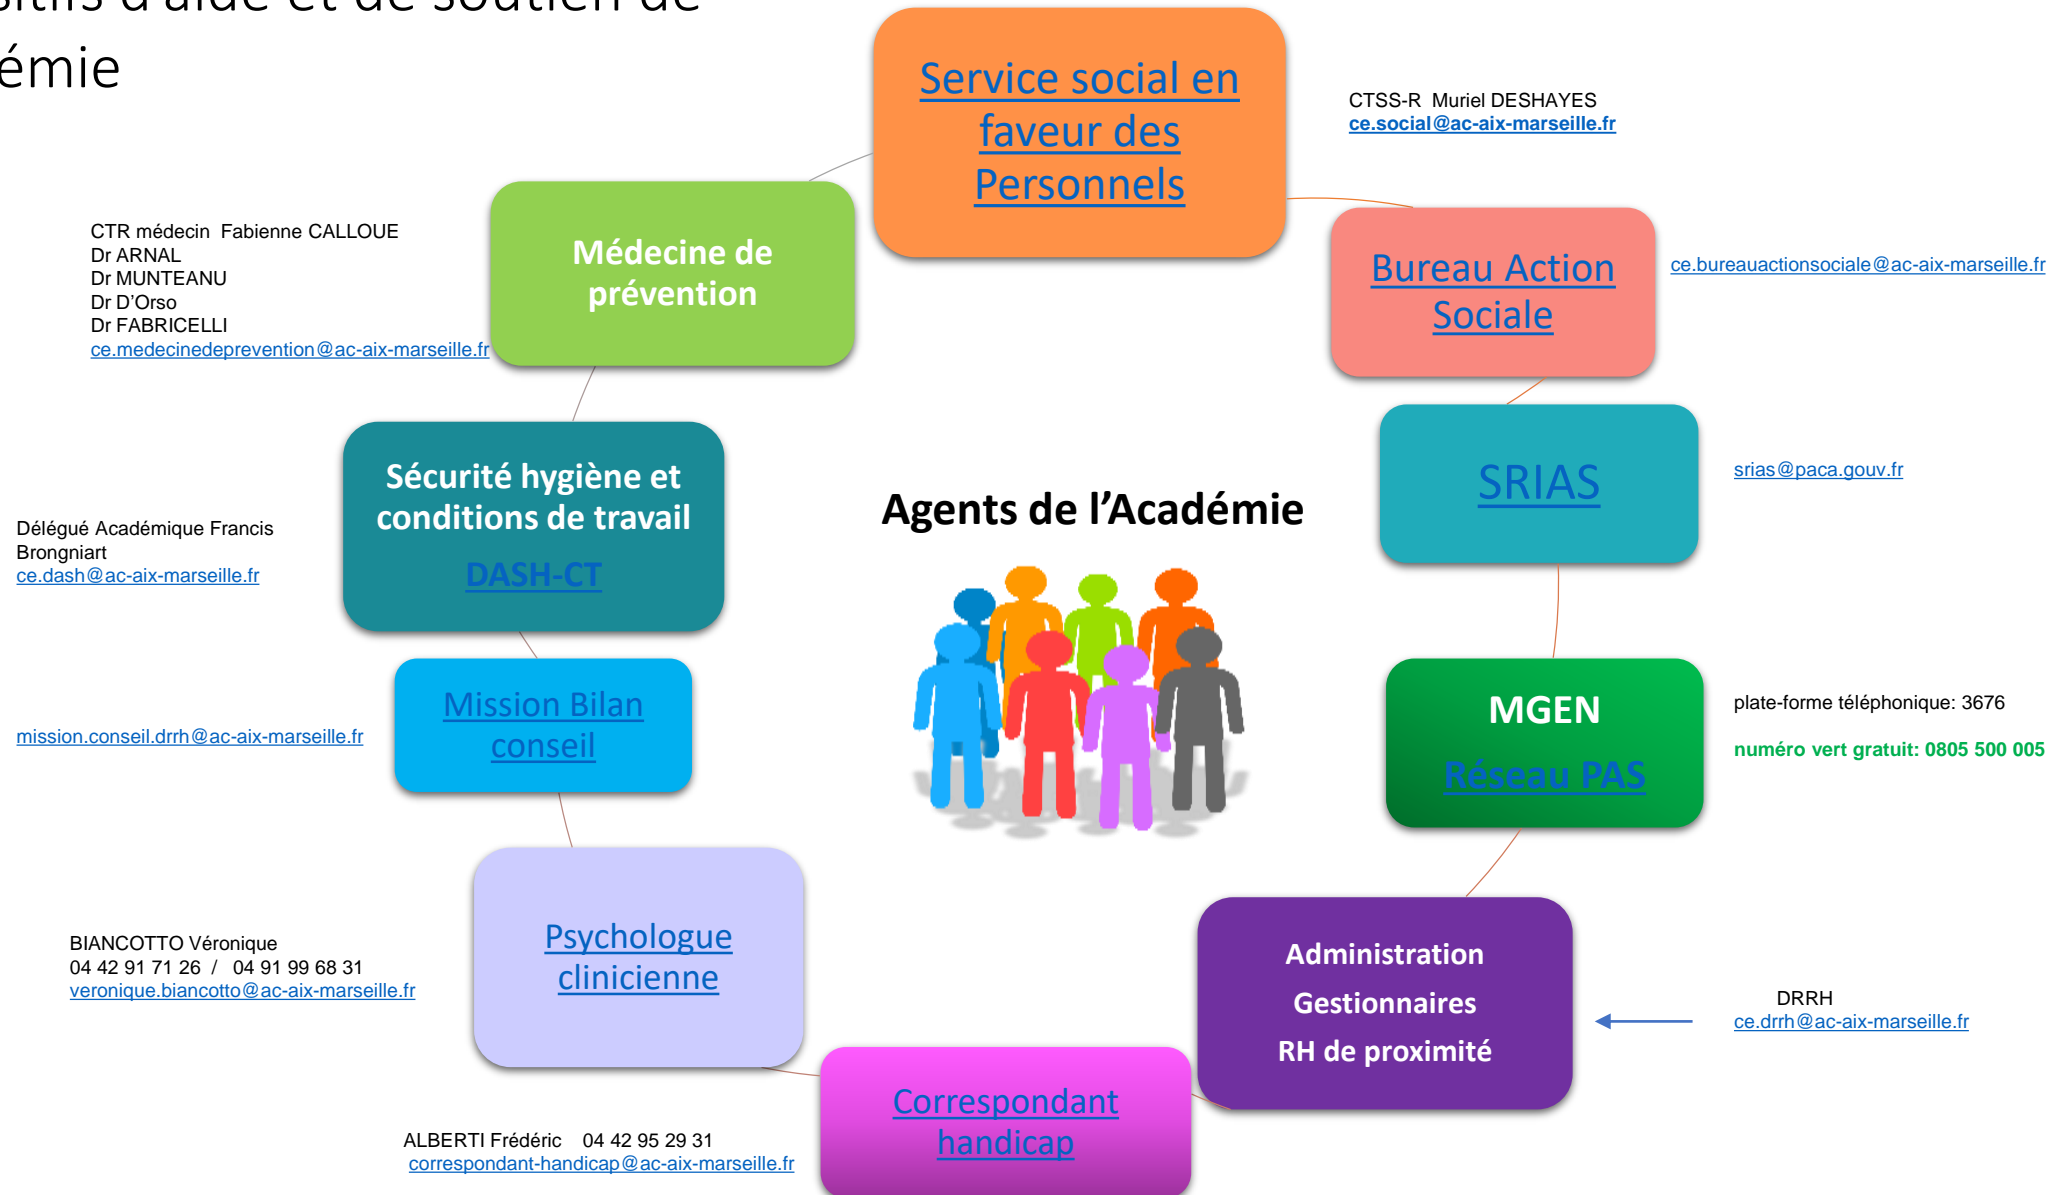 sitifs d'aide et de soutien de
émie
Service social en
faveur des
Personnels
CTSS-R Muriel DESHAYES
ce.social@ac-aix-marseille.fr
Médecine de
prévention
CTR médecin Fabienne CALLOUE
Dr ARNAL
Dr MUNTEANU
Dr D’Orso
Dr FABRICELLI
ce.medecinedeprevention@ac-aix-marseille.fr
Bureau Action
Sociale
ce.bureauactionsociale@ac-aix-marseille.fr
Sécurité hygiène et
conditions de travail
DASH-CT
Délégué Académique Francis
Brongniart
ce.dash@ac-aix-marseille.fr
Agents de l’Académie
SRIAS
srias@paca.gouv.fr
Mission Bilan
conseil
mission.conseil.drrh@ac-aix-marseille.fr
MGEN
Réseau PAS
plate-forme téléphonique: 3676
numéro vert gratuit: 0805 500 005
Psychologue
clinicienne
BIANCOTTO Véronique
04 42 91 71 26 / 04 91 99 68 31
veronique.biancotto@ac-aix-marseille.fr
Administration
Gestionnaires
RH de proximité
DRRH
ce.drrh@ac-aix-marseille.fr
Correspondant
handicap
ALBERTI Frédéric 04 42 95 29 31
correspondant-handicap@ac-aix-marseille.fr